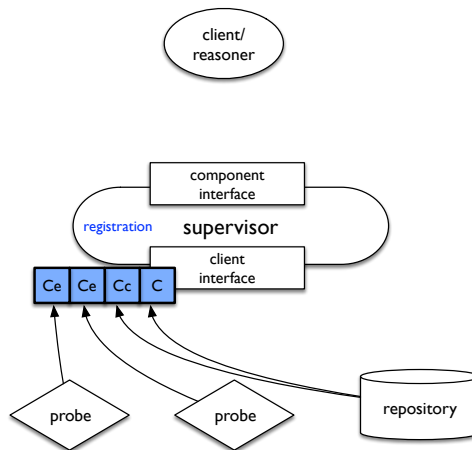 client/
reasoner
component
interface
registration
supervisor
client
interface
Ce
Ce
Cc
C
probe
probe
repository